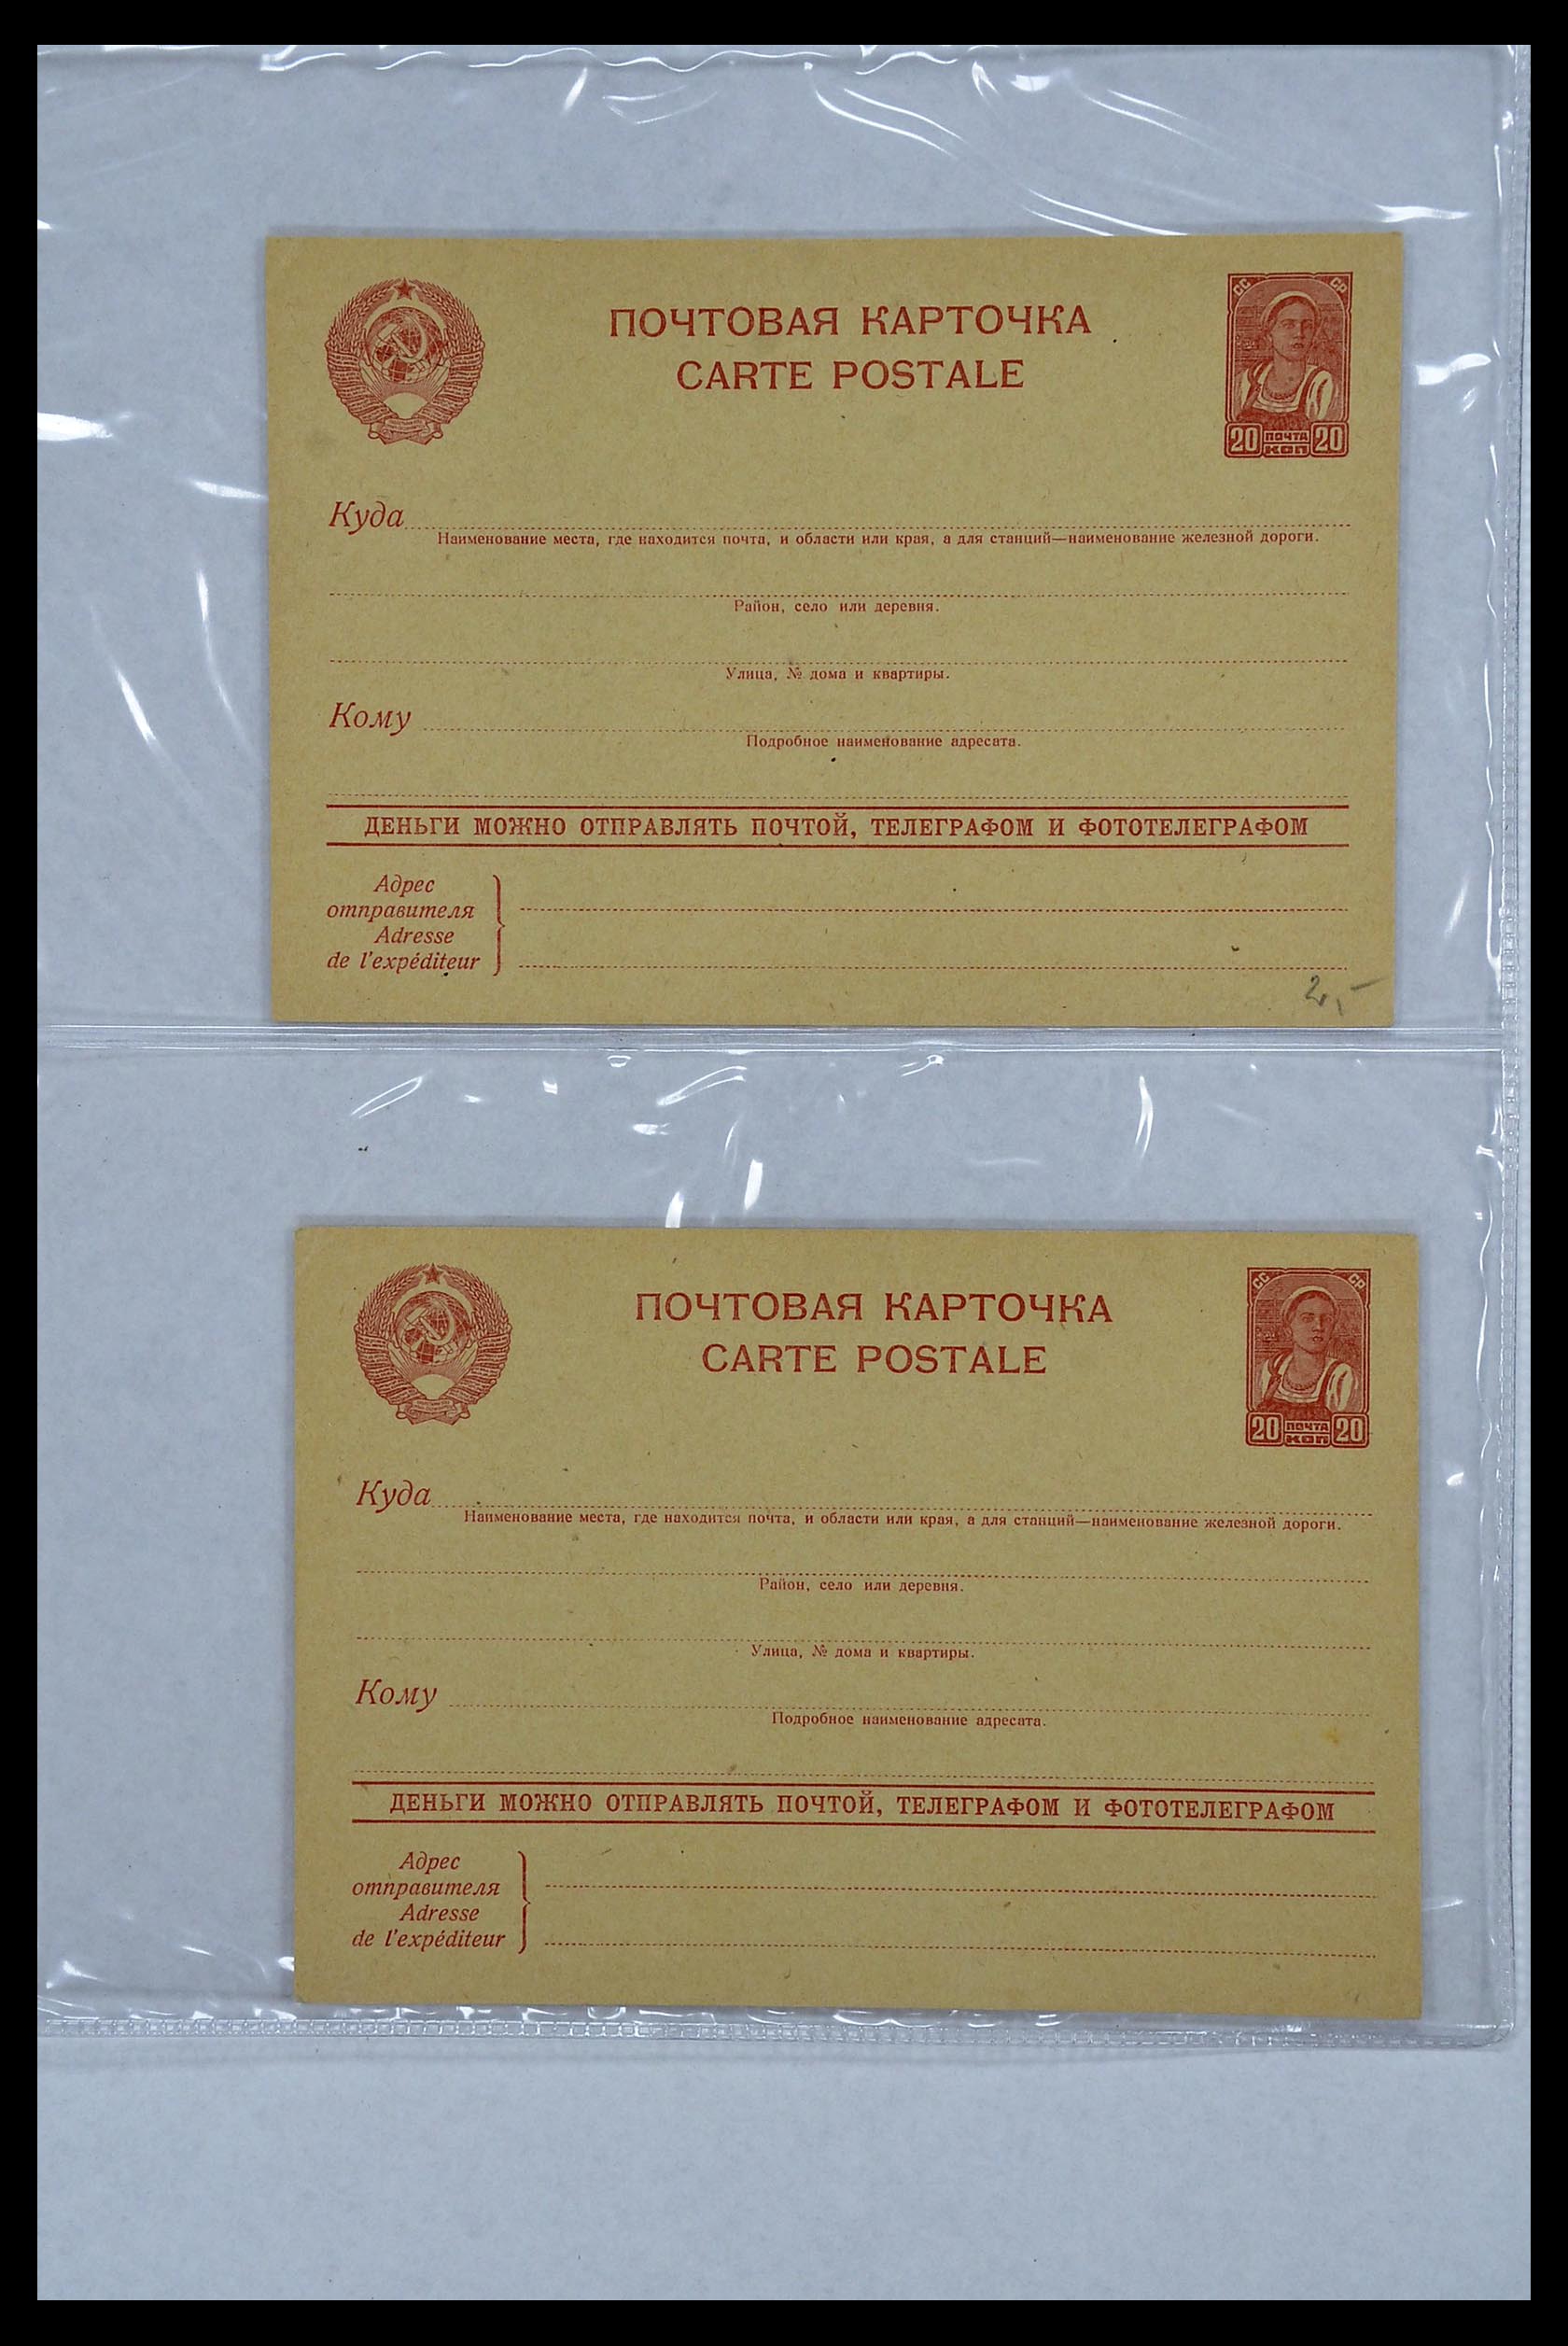 ПОЧТОВАЯ КАРТОЧКА
CARTE POSTALE
СС СР
20 ПОЧТА КОП 20
Куда
Наименование места, где находится почта, и области или края, а для станций—наименование железной дороги.
Район, село или деревня.
Улица, № дома и квартиры.
Кому
Подробное наименование адресата.
ДЕНЬГИ МОЖНО ОТПРАВЛЯТЬ ПОЧТОЙ, ТЕЛЕГРАФОМ И ФОТОТЕЛЕГРАФОМ
Адрес
отправителя
Adresse
de l'expéditeur
2,-
ПОЧТОВАЯ КАРТОЧКА
CARTE POSTALE
СС СР
20 ПОЧТА КОП 20
Куда
Наименование места, где находится почта, и области или края, а для станций—наименование железной дороги.
Район, село или деревня.
Улица, № дома и квартиры.
Кому
Подробное наименование адресата.
ДЕНЬГИ МОЖНО ОТПРАВЛЯТЬ ПОЧТОЙ, ТЕЛЕГРАФОМ И ФОТОТЕЛЕГРАФОМ
Адрес
отправителя
Adresse
de l'expéditeur